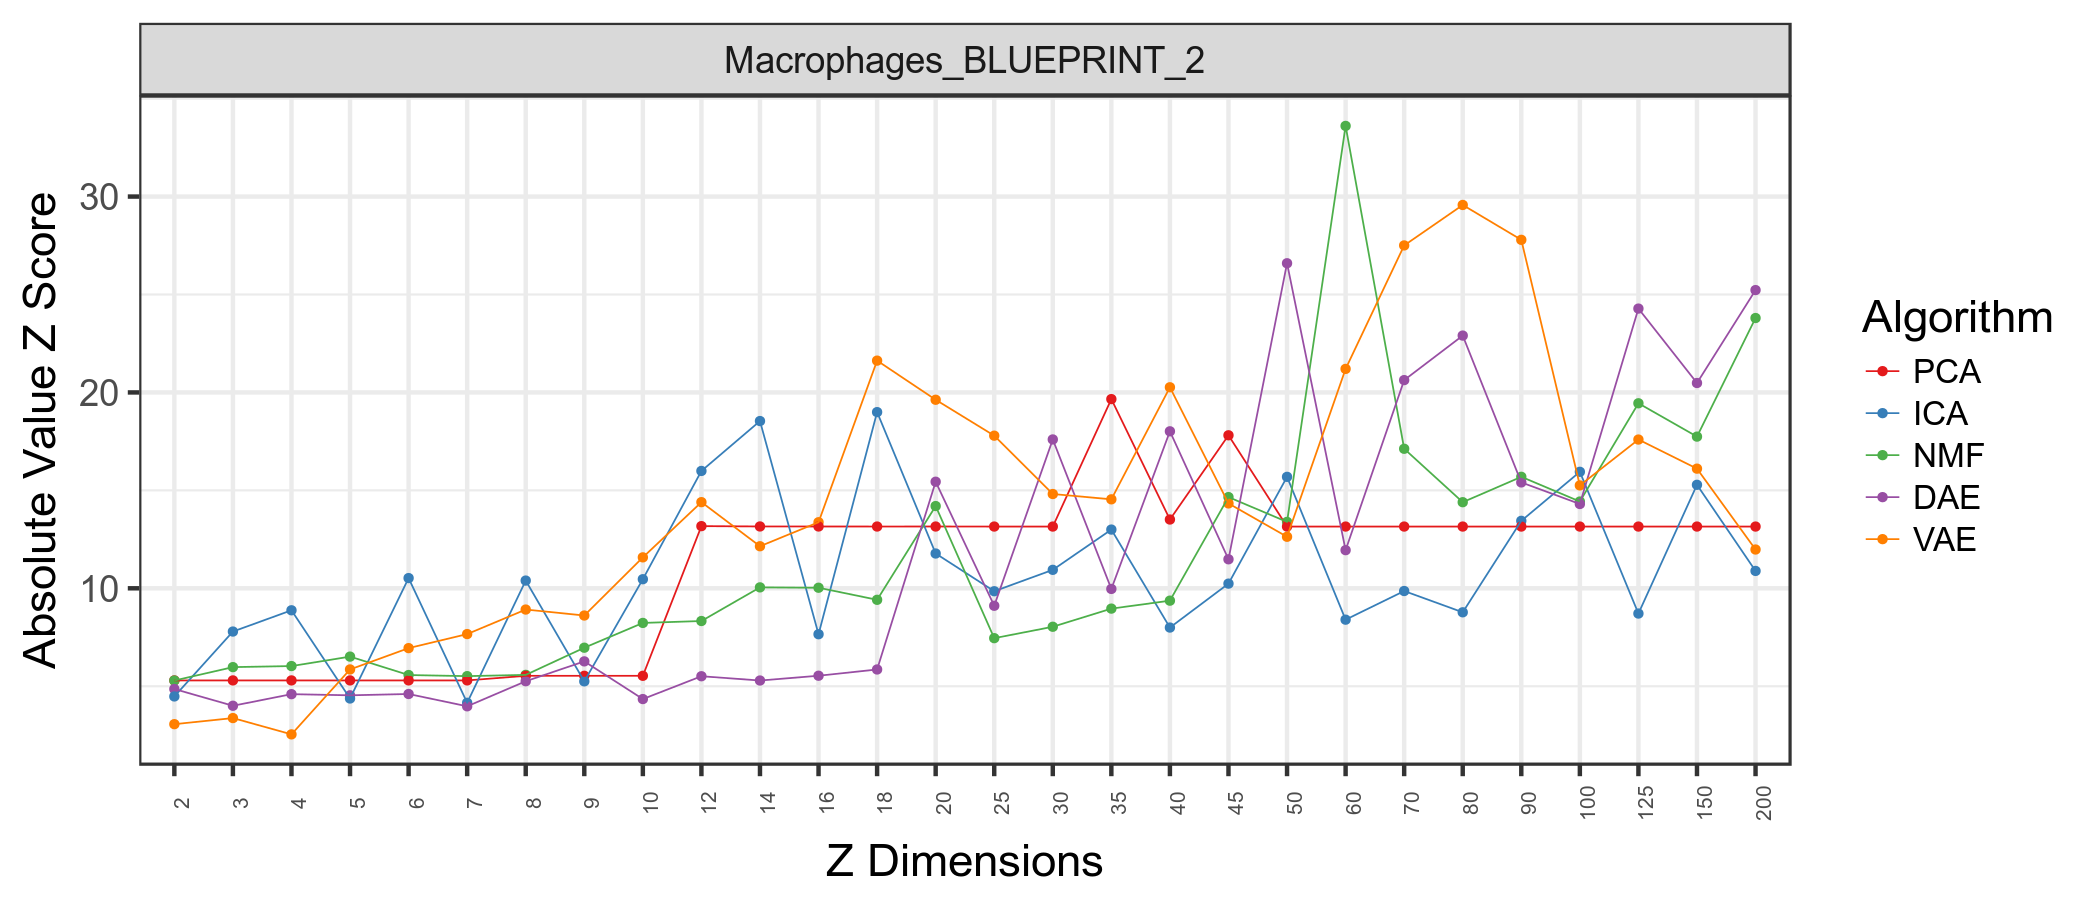 Macrophages_BLUEPRINT_2
Absolute Value Z Score
30
20
10
2 3 4 5 6 7 8 9 10 12 14 16 18 20 25 30 35 40 45 50 60 70 80 90 100 125 150 200
Z Dimensions
Algorithm
PCA
ICA
NMF
DAE
VAE